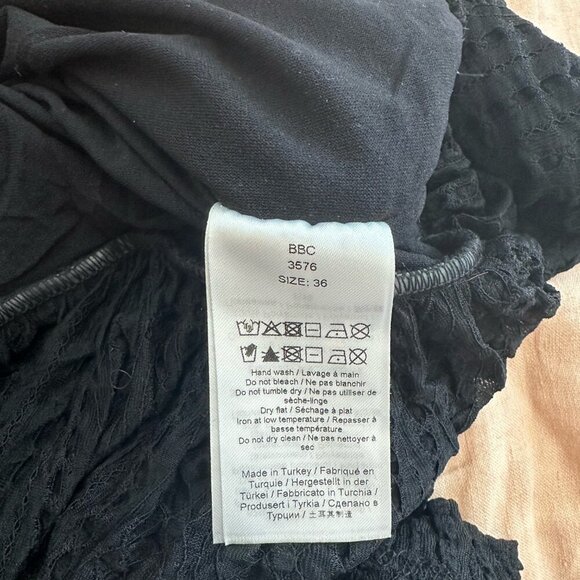 BBC
3576
SIZE: 36
Hand wash / Lavage à main
Do not bleach / Ne pas blanchir
Do not tumble dry / Ne pas utiliser de
sèche-linge
Dry flat / Séchage à plat
Iron at low temperature / Repasser à
basse température
Do not dry clean / Ne pas nettoyer à
sec
Made in Turkey / Fabriqué en
Turquie / Hergestellt in der
Türkei / Fabbricato in Turchia /
Produsert i Tyrkia / Сделано в
Турции / 土耳其制造